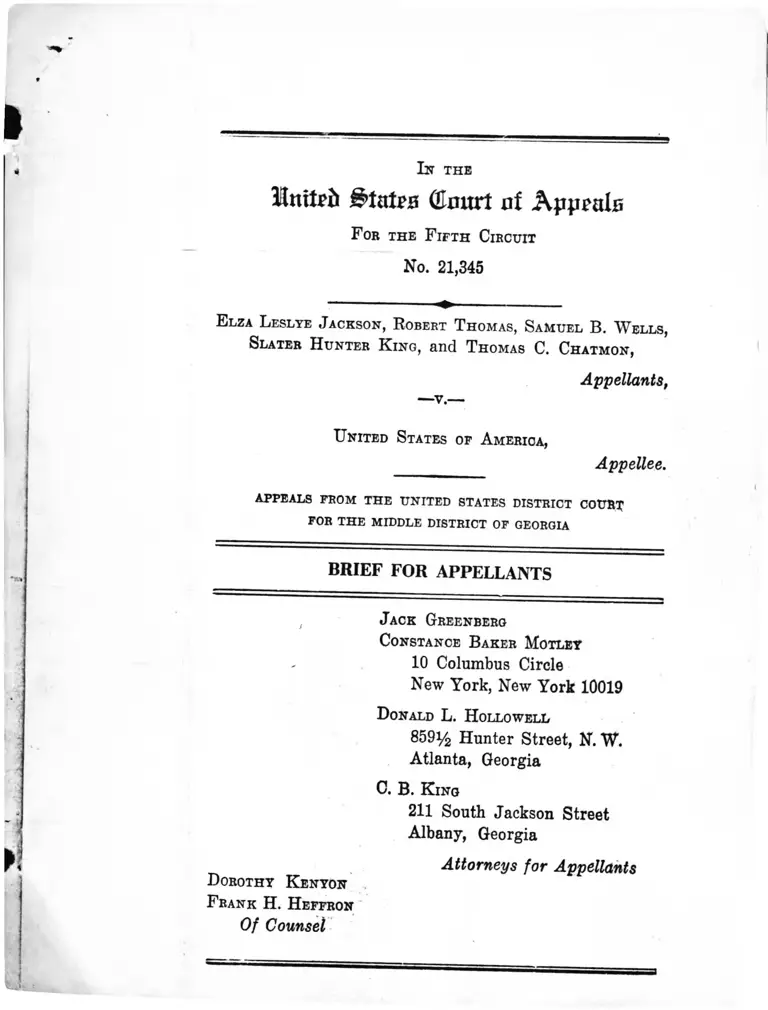 IN THE
United States Court of Appeals
FOR THE FIFTH CIRCUIT
No. 21,345
ELZA LESLYE JACKSON, ROBERT THOMAS, SAMUEL B. WELLS,
SLATER HUNTER KING, and THOMAS C. CHATMON,
Appellants,
—v.—
UNITED STATES OF AMERICA,
Appellee.
APPEALS FROM THE UNITED STATES DISTRICT COURT
FOR THE MIDDLE DISTRICT OF GEORGIA
BRIEF FOR APPELLANTS
JACK GREENBERG
CONSTANCE BAKER MOTLEY
10 Columbus Circle
New York, New York 10019
DONALD L. HOLLOWELL
859½ Hunter Street, N. W.
Atlanta, Georgia
C. B. KING
211 South Jackson Street
Albany, Georgia
Attorneys for Appellants
DOROTHY KENYON
FRANK H. HEFFRON
Of Counsel